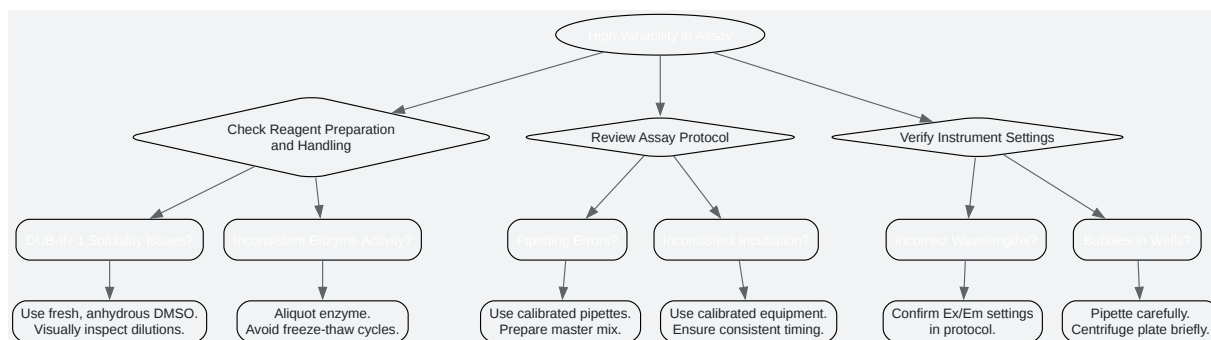 High Variability in Assay
Check Reagent Preparation
and Handling
Review Assay Protocol
Verify Instrument Settings
DUB-IN-1 Solubility Issues?
Inconsistent Enzyme Activity?
Pipetting Errors?
Inconsistent Incubation?
Incorrect Wavelengths?
Bubbles in Wells?
Use fresh, anhydrous DMSO.
Visually inspect dilutions.
Aliquot enzyme.
Avoid freeze-thaw cycles.
Use calibrated pipettes.
Prepare master mix.
Use calibrated equipment.
Ensure consistent timing.
Confirm Ex/Em settings
in protocol.
Pipette carefully.
Centrifuge plate briefly.